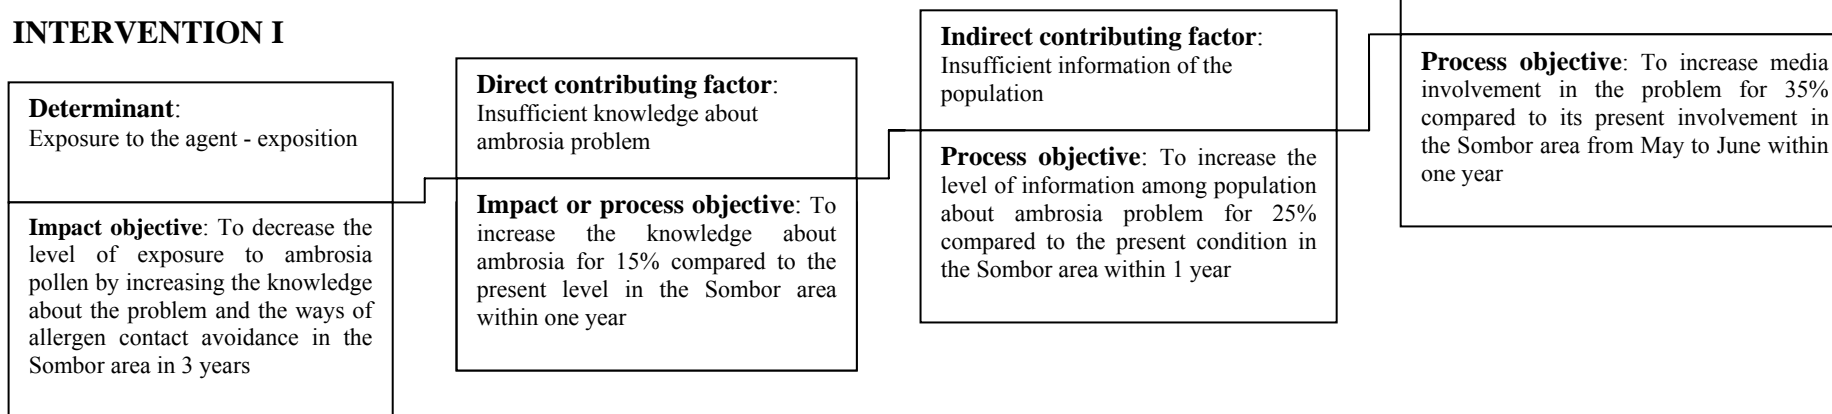 INTERVENTION I
Determinant:
Exposure to the agent - exposition
Impact objective: To decrease the
level of exposure to ambrosia
pollen by increasing the knowledge
about the problem and the ways of
allergen contact avoidance in the
Sombor area in 3 years
Direct contributing factor:
Insufficient knowledge about
ambrosia problem
Impact or process objective: To
increase the knowledge about
ambrosia for 15% compared to the
present level in the Sombor area
within one year
Indirect contributing factor:
Insufficient information of the
population
Process objective: To increase the
level of information among population
about ambrosia problem for 25%
compared to the present condition in
the Sombor area within 1 year
Process objective: To increase media
involvement in the problem for 35%
compared to its present involvement in
the Sombor area from May to June within
one year